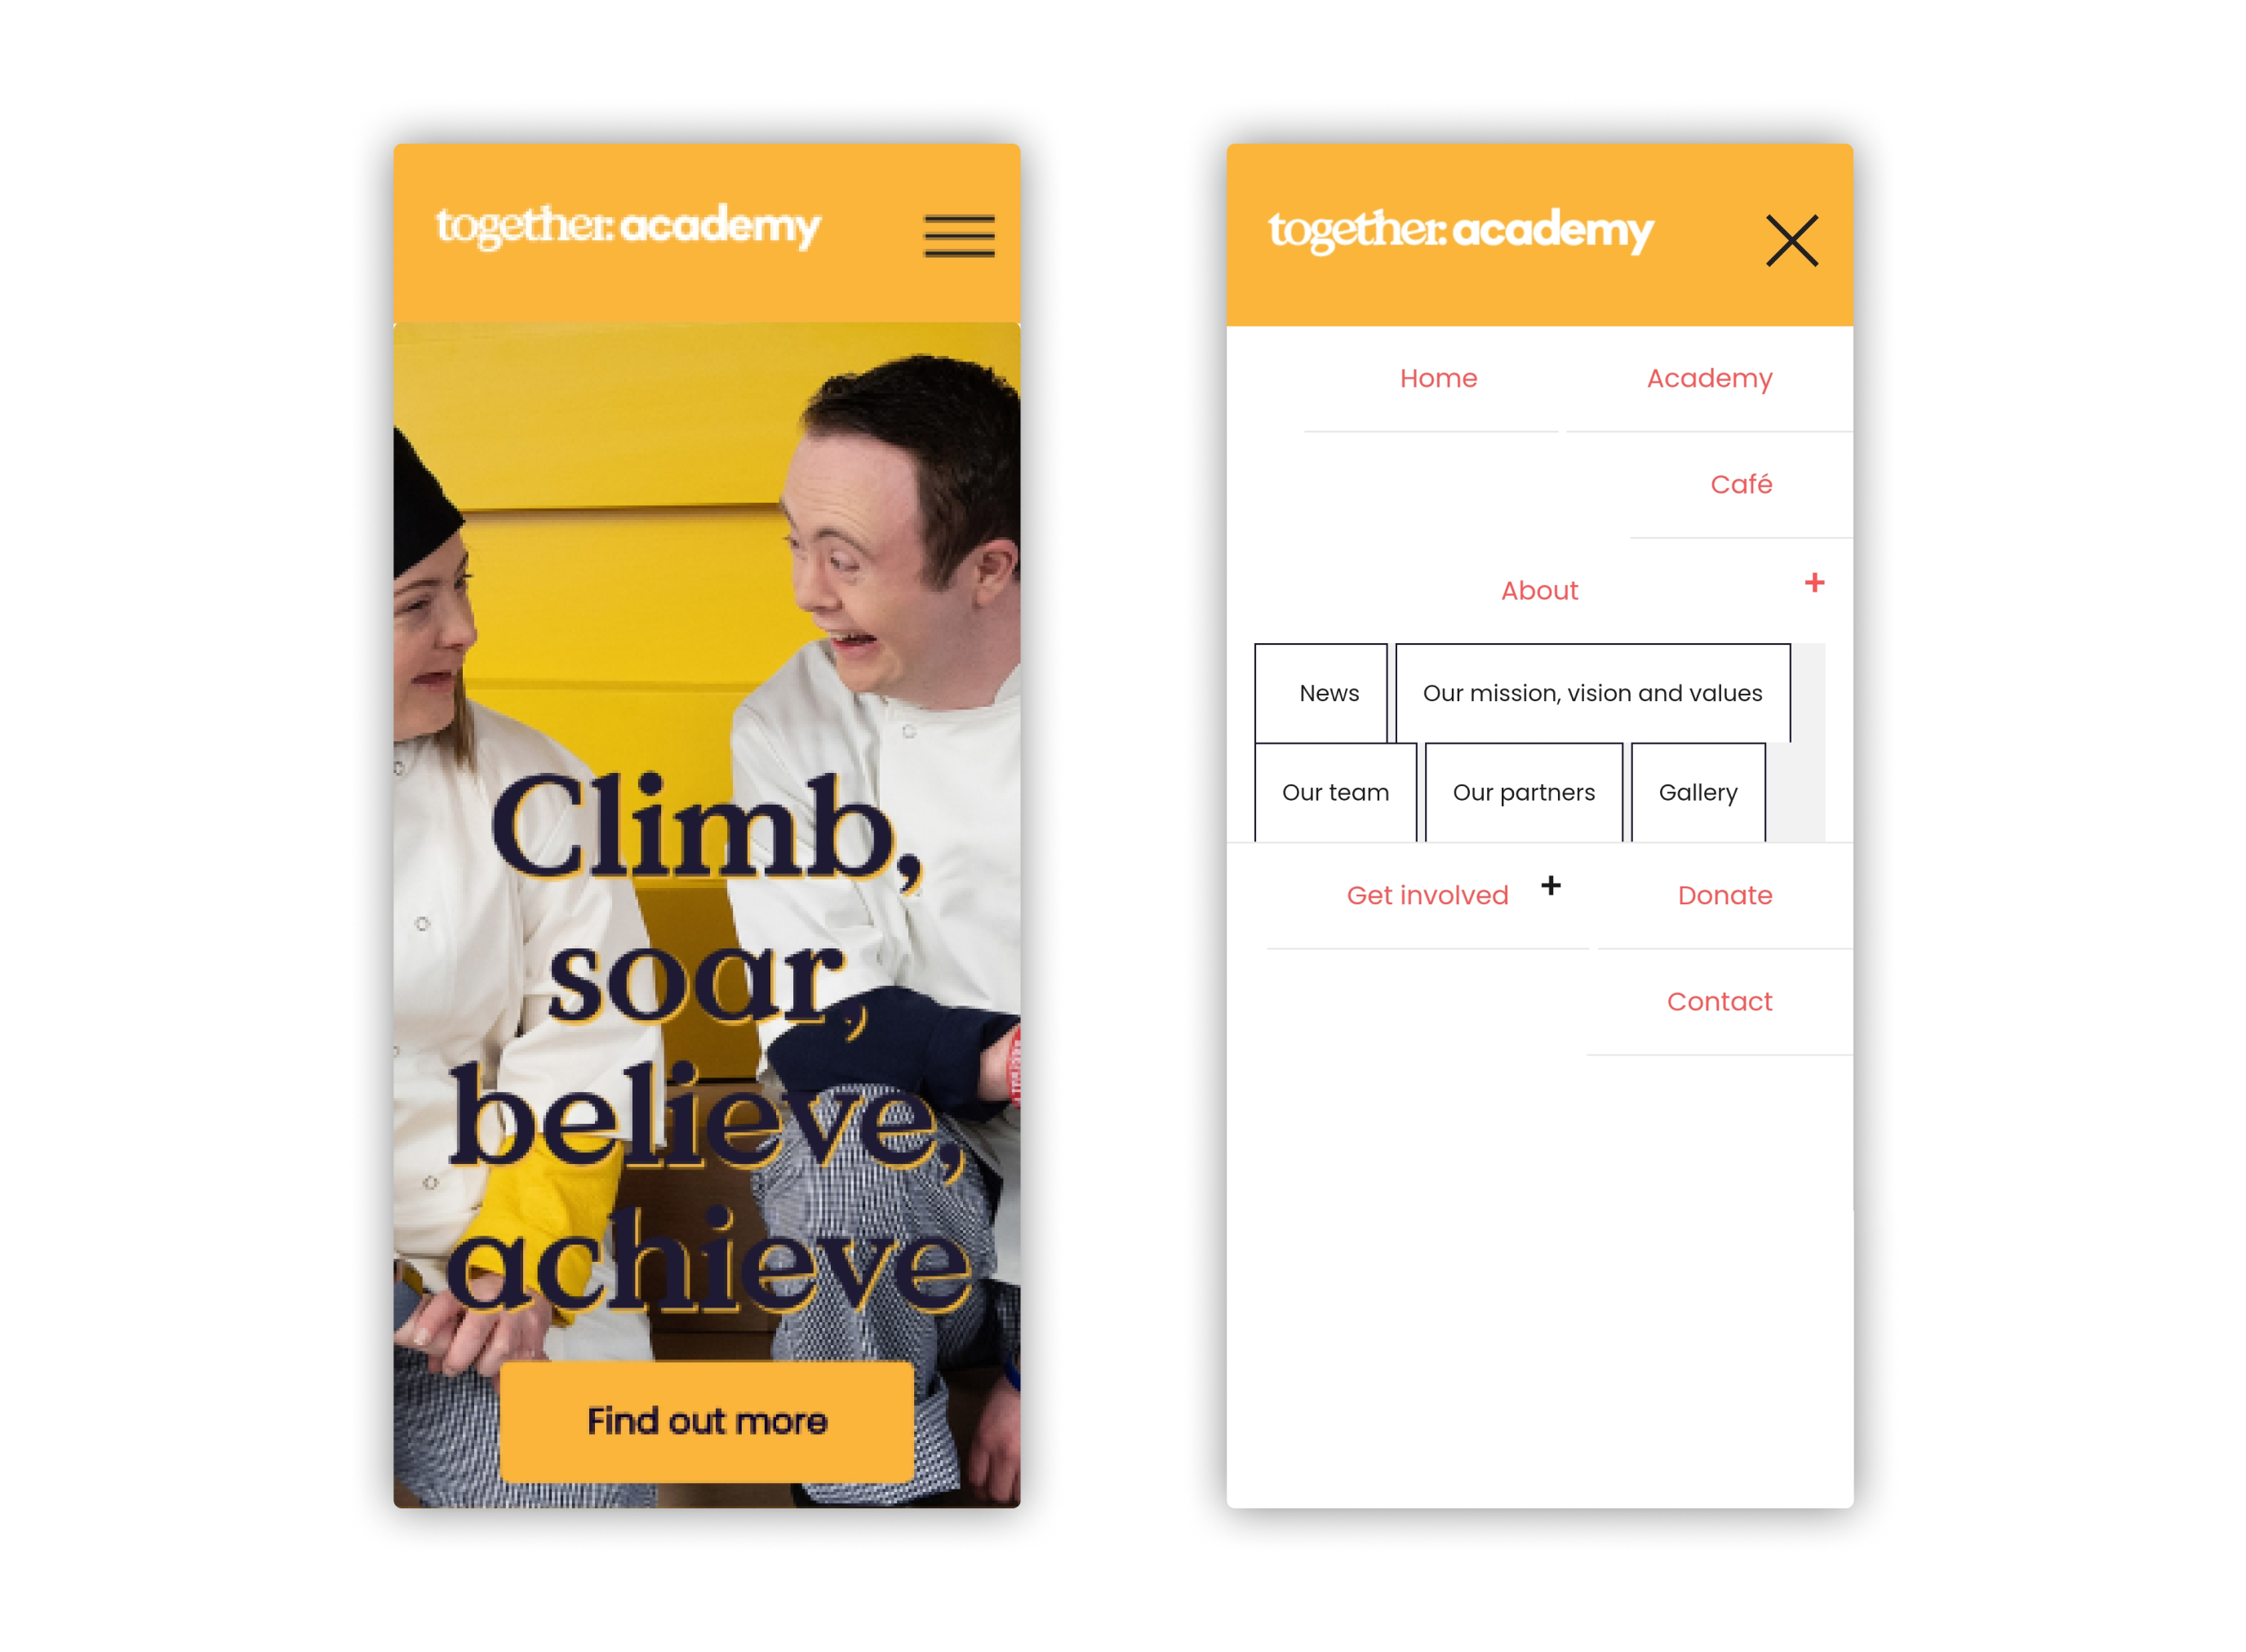 together: academy
Climb,
soar,
believe,
achieve
Find out more
together: academy
Home Academy
Café
About +
News Our mission, vision and values
Our team Our partners Gallery
Get involved + Donate
Contact